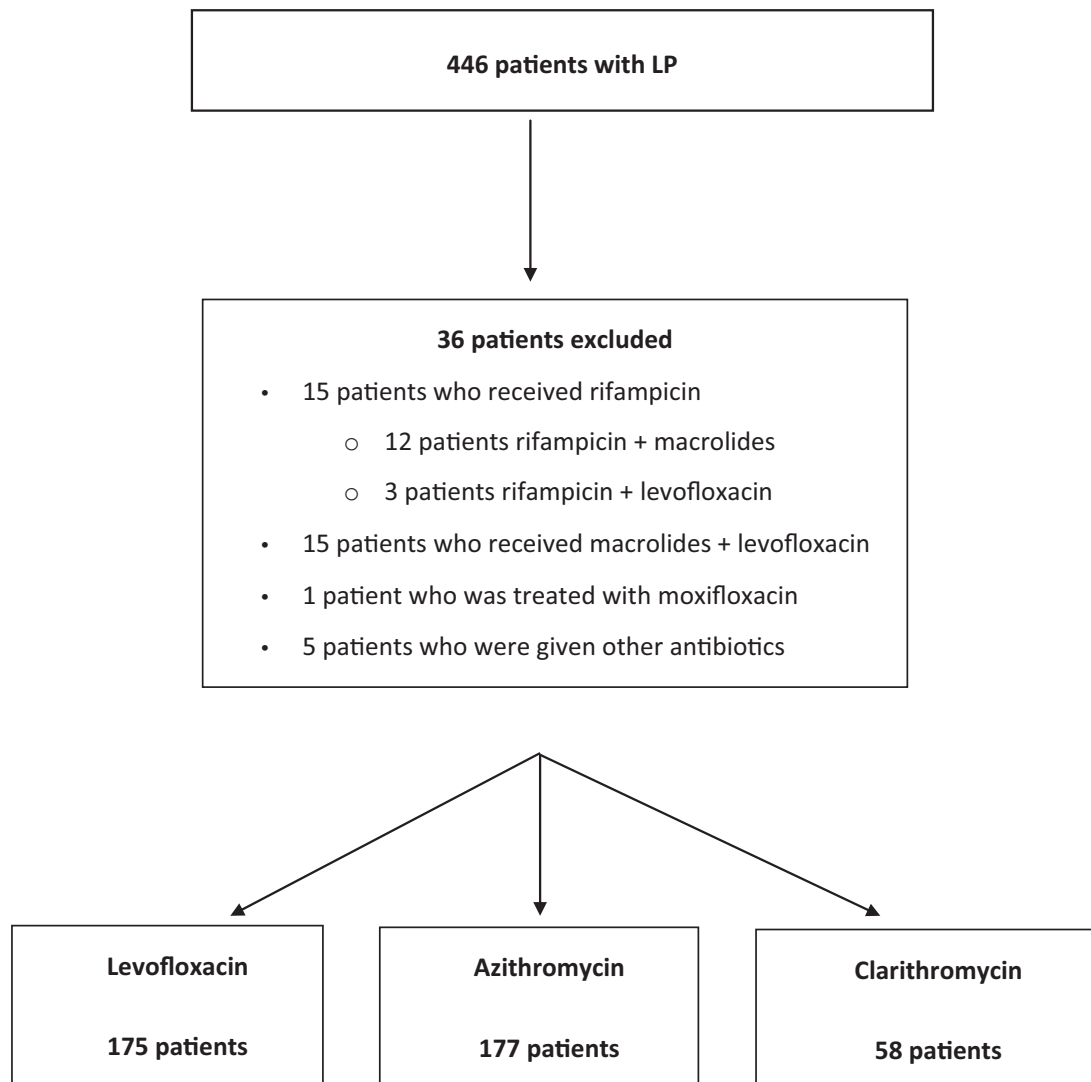 446 patients with LP
36 patients excluded
• 15 patients who received rifampicin
o 12 patients rifampicin + macrolides
o 3 patients rifampicin + levofloxacin
• 15 patients who received macrolides + levofloxacin
• 1 patient who was treated with moxifloxacin
• 5 patients who were given other antibiotics
Levofloxacin
175 patients
Azithromycin
177 patients
Clarithromycin
58 patients